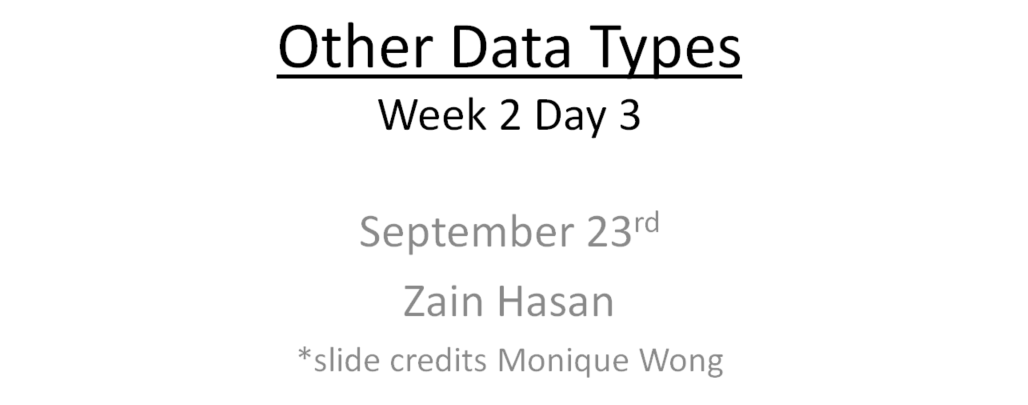 Other Data Types
Week 2 Day 3
September 23rd
Zain Hasan
*slide credits Monique Wong